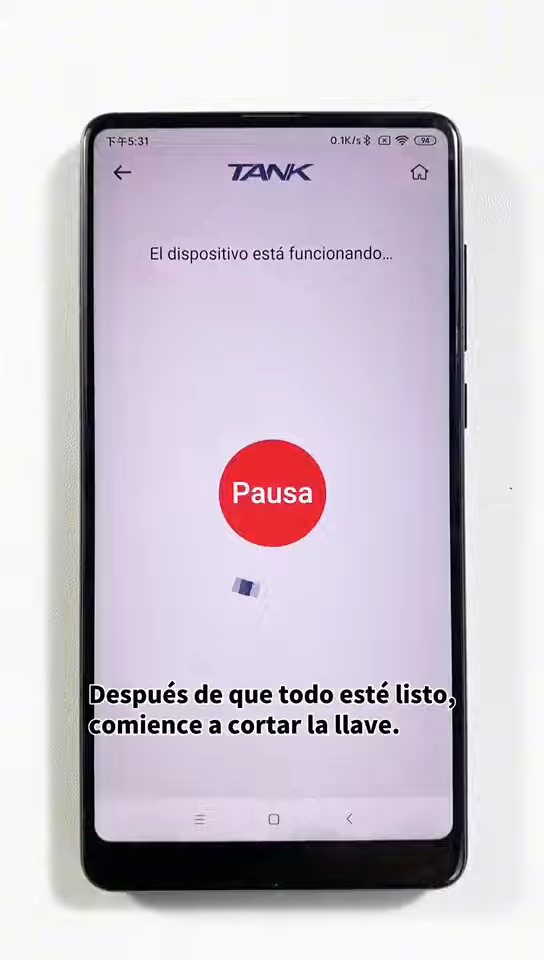 下午5:31
0.1K/s
94
TANK
El dispositivo está funcionando...
Pausa
Después de que todo esté listo,
comience a cortar la llave.